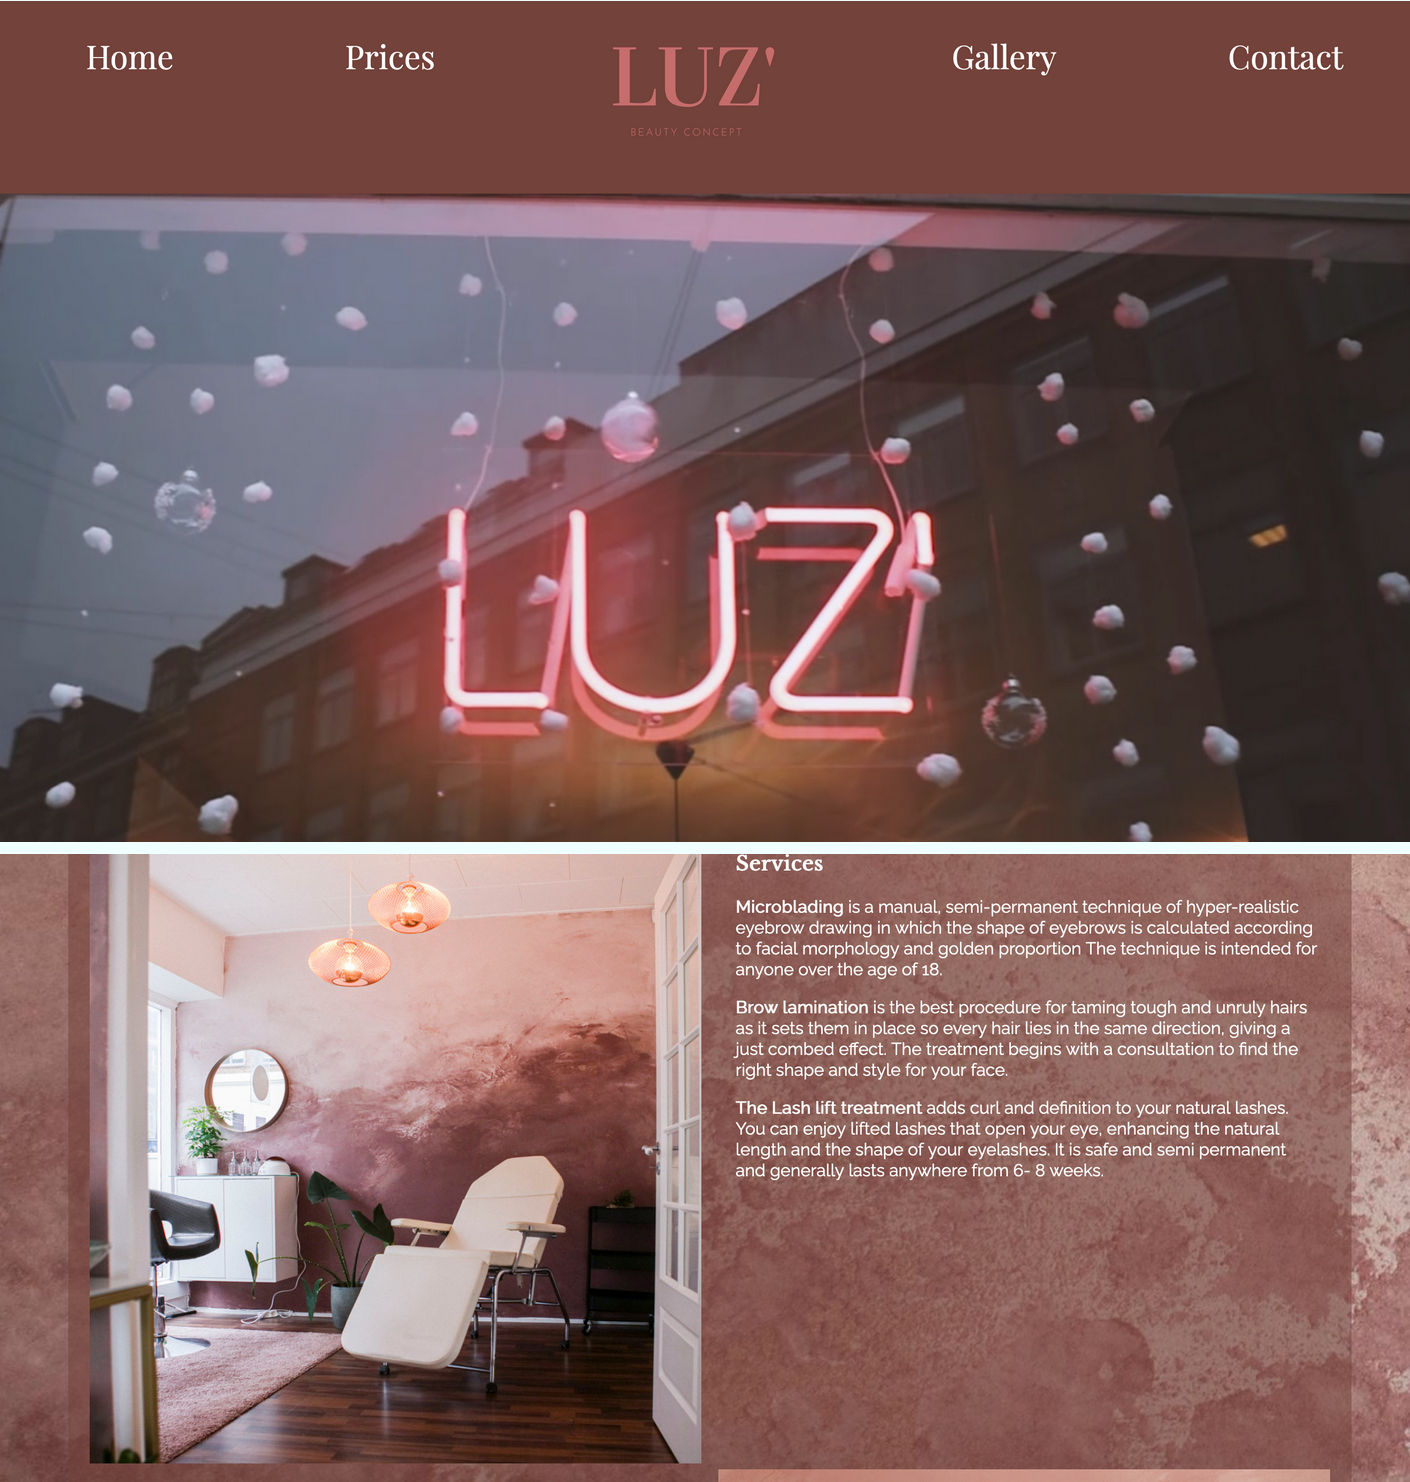 Home Prices LUZ' Gallery Contact
BEAUTY CONCEPT
LUZ'
Services
Microblading is a manual, semi-permanent technique of hyper-realistic
eyebrow drawing in which the shape of eyebrows is calculated according
to facial morphology and golden proportion The technique is intended for
anyone over the age of 18.
Brow lamination is the best procedure for taming tough and unruly hairs
as it sets them in place so every hair lies in the same direction, giving a
just combed effect. The treatment begins with a consultation to find the
right shape and style for your face.
The Lash lift treatment adds curl and definition to your natural lashes.
You can enjoy lifted lashes that open your eye, enhancing the natural
length and the shape of your eyelashes. It is safe and semi permanent
and generally lasts anywhere from 6- 8 weeks.